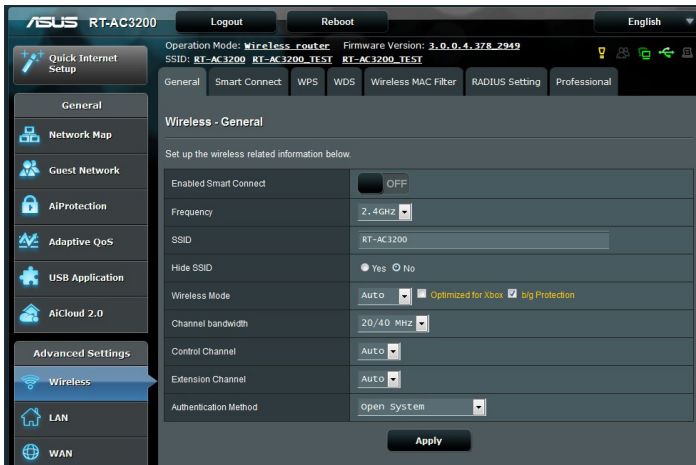 ASUS RT-AC3200 Logout Reboot English
Quick Internet Setup
Operation Mode: Wireless router Firmware Version: 3.0.0.4.378_2949
SSID: RT-AC3200 RT-AC3200_TEST RT-AC3200_TEST
General Smart Connect WPS WDS Wireless MAC Filter RADIUS Setting Professional
General
Network Map
Guest Network
AiProtection
Adaptive QoS
USB Application
AiCloud 2.0
Advanced Settings
Wireless
LAN
WAN
Wireless - General
Set up the wireless related information below.
Enabled Smart Connect OFF
Frequency 2.4GHz
SSID RT-AC3200
Hide SSID Yes No
Wireless Mode Auto Optimized for Xbox b/g Protection
Channel bandwidth 20/40 MHz
Control Channel Auto
Extension Channel Auto
Authentication Method Open System
Apply